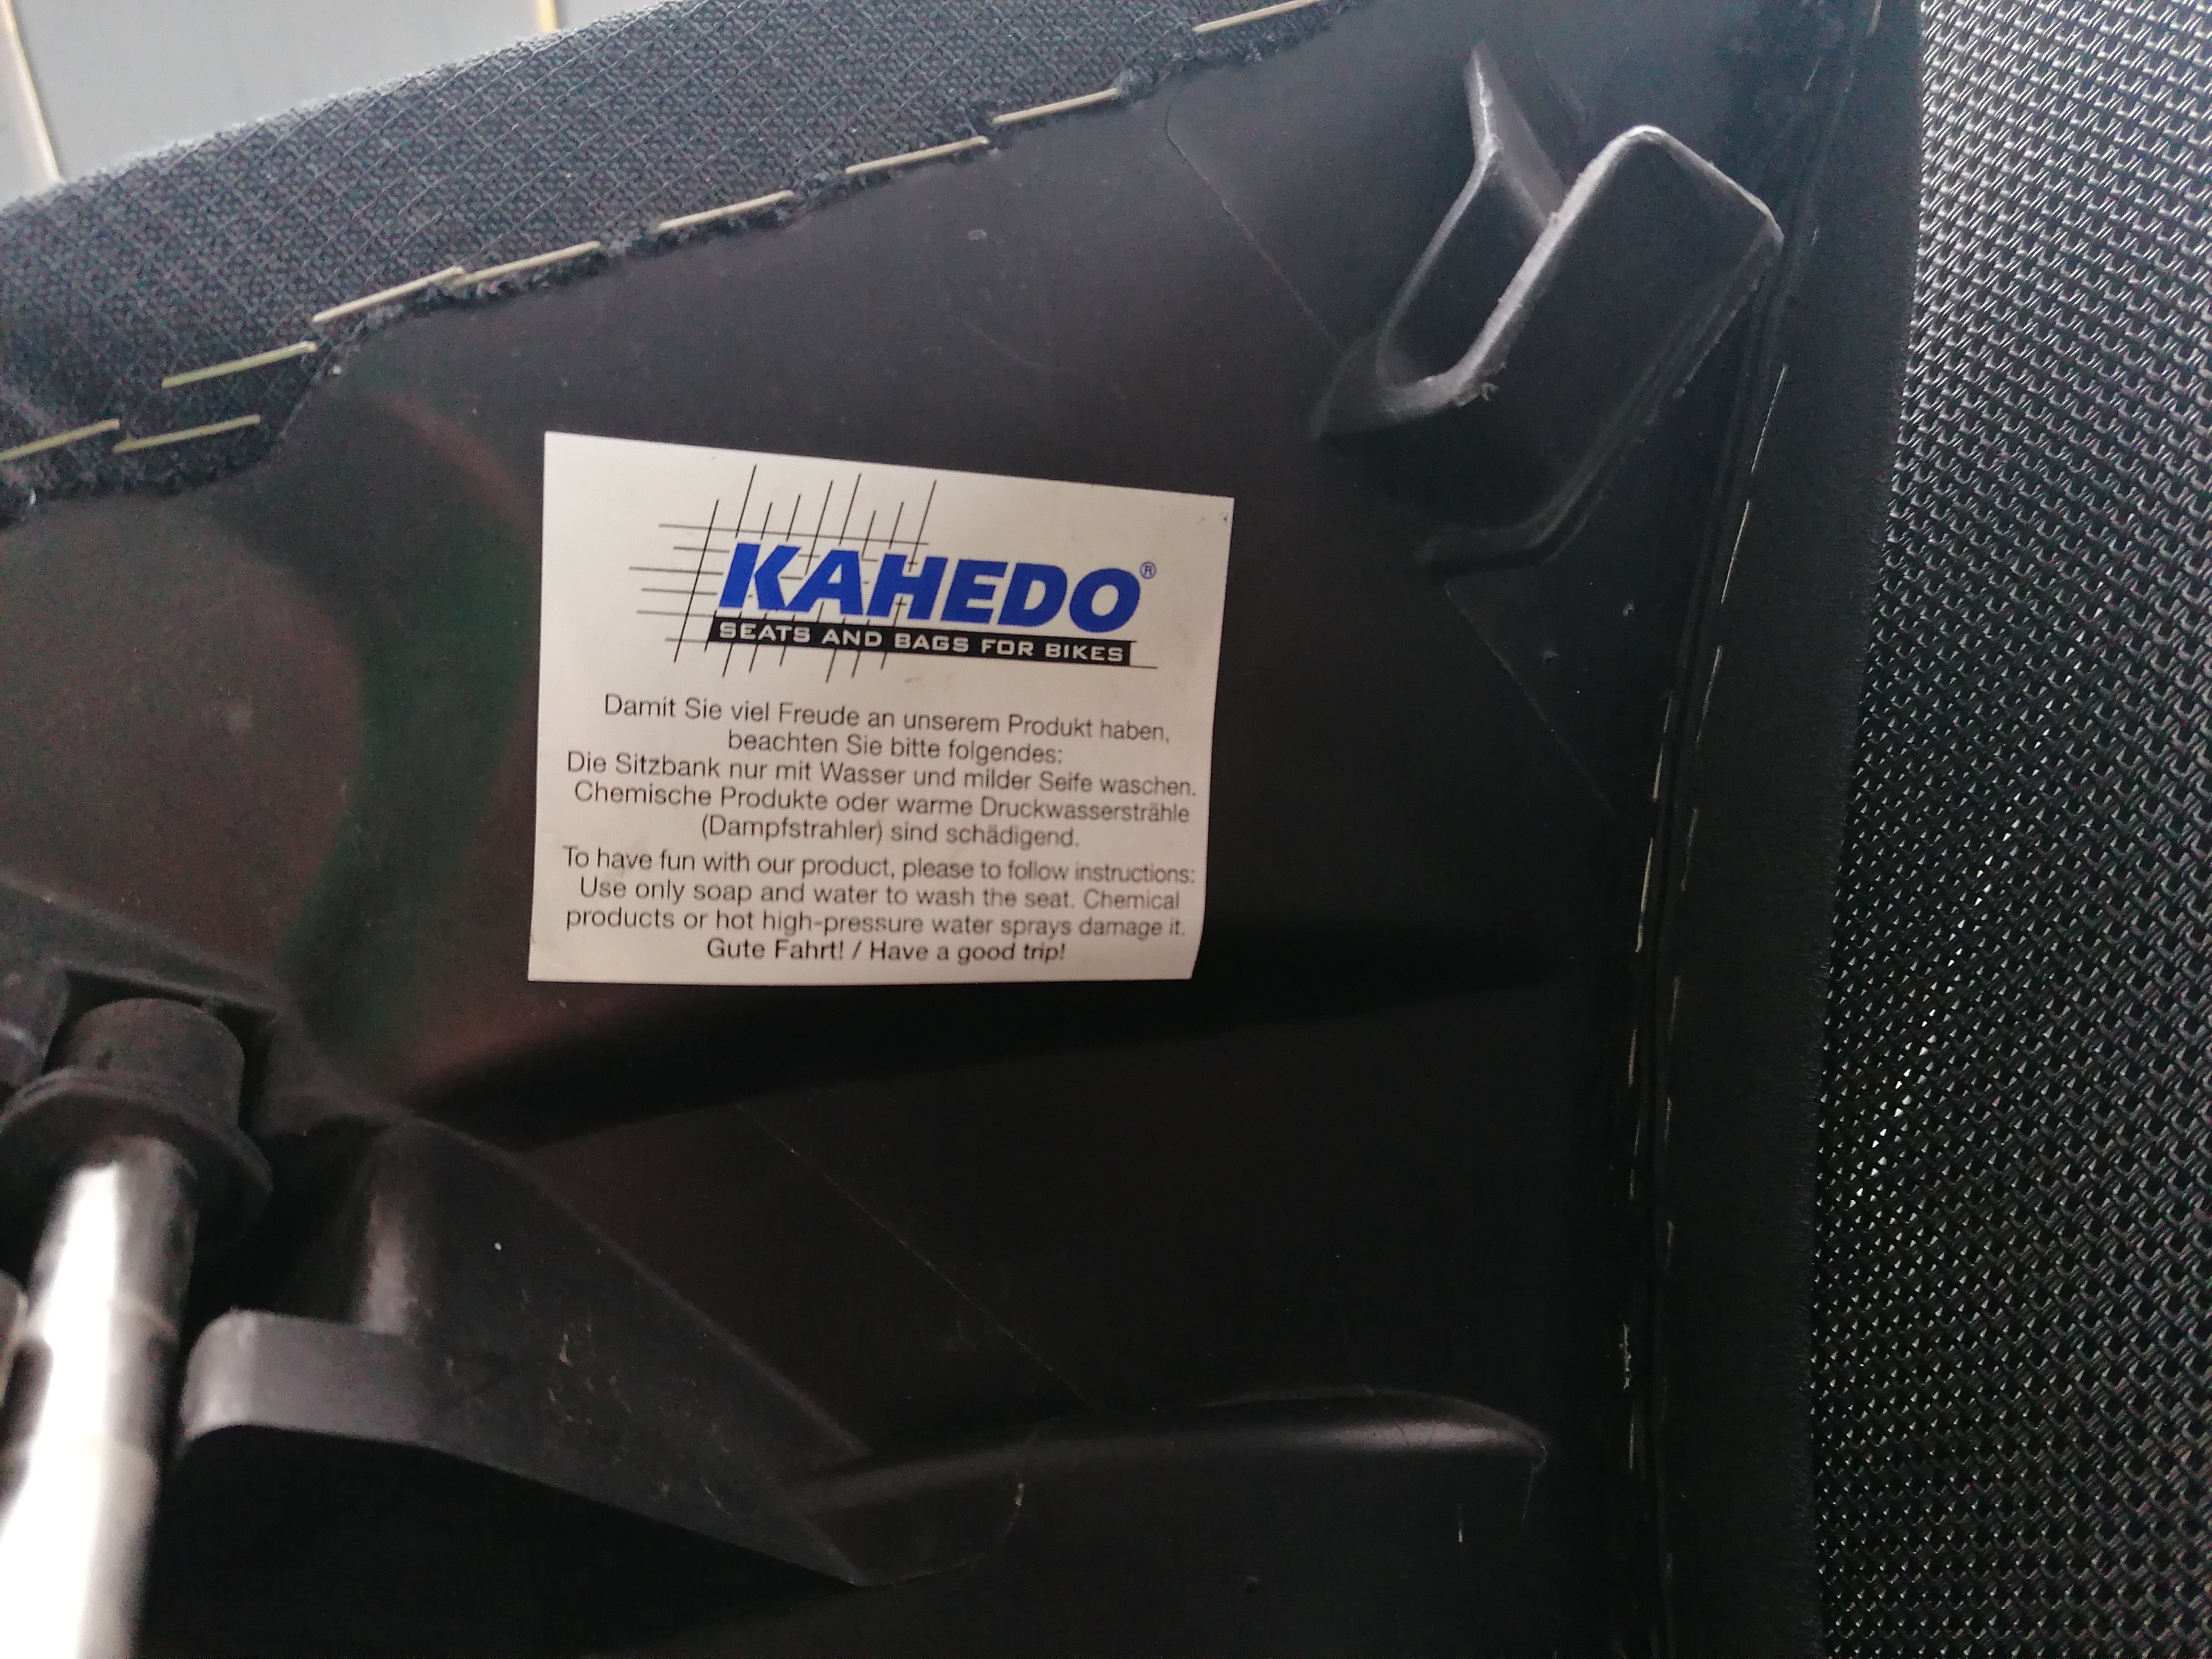 KAHEDO®
SEATS AND BAGS FOR BIKES
Damit Sie viel Freude an unserem Produkt haben,
beachten Sie bitte folgendes:
Die Sitzbank nur mit Wasser und milder Seife waschen.
Chemische Produkte oder warme Druckwassersträhle
(Dampfstrahler) sind schädigend.
To have fun with our product, please to follow instructions:
Use only soap and water to wash the seat. Chemical
products or hot high-pressure water sprays damage it.
Gute Fahrt! / Have a good trip!